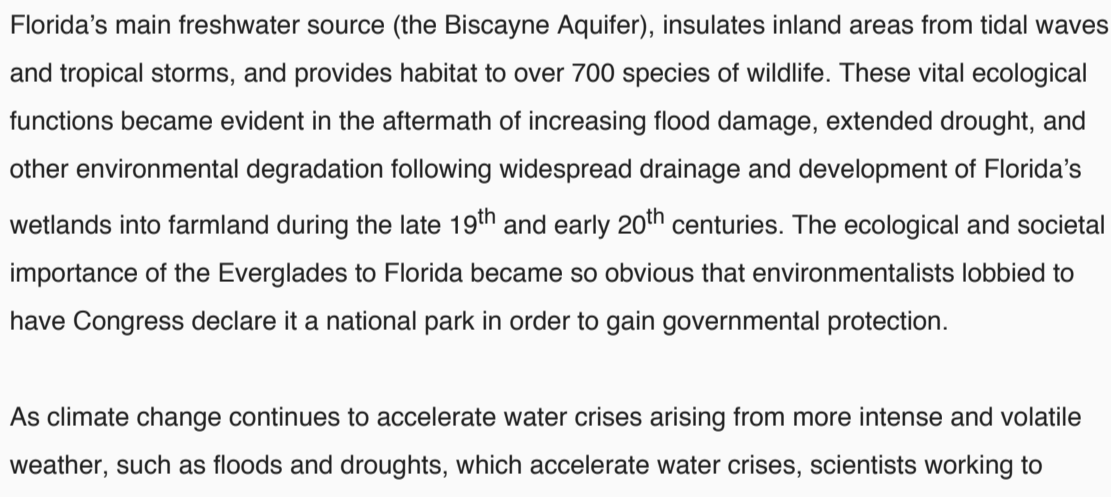 Florida’s main freshwater source (the Biscayne Aquifer), insulates inland areas from tidal waves
and tropical storms, and provides habitat to over 700 species of wildlife. These vital ecological
functions became evident in the aftermath of increasing flood damage, extended drought, and
other environmental degradation following widespread drainage and development of Florida’s
wetlands into farmland during the late 19th and early 20th centuries. The ecological and societal
importance of the Everglades to Florida became so obvious that environmentalists lobbied to
have Congress declare it a national park in order to gain governmental protection.
As climate change continues to accelerate water crises arising from more intense and volatile
weather, such as floods and droughts, which accelerate water crises, scientists working to